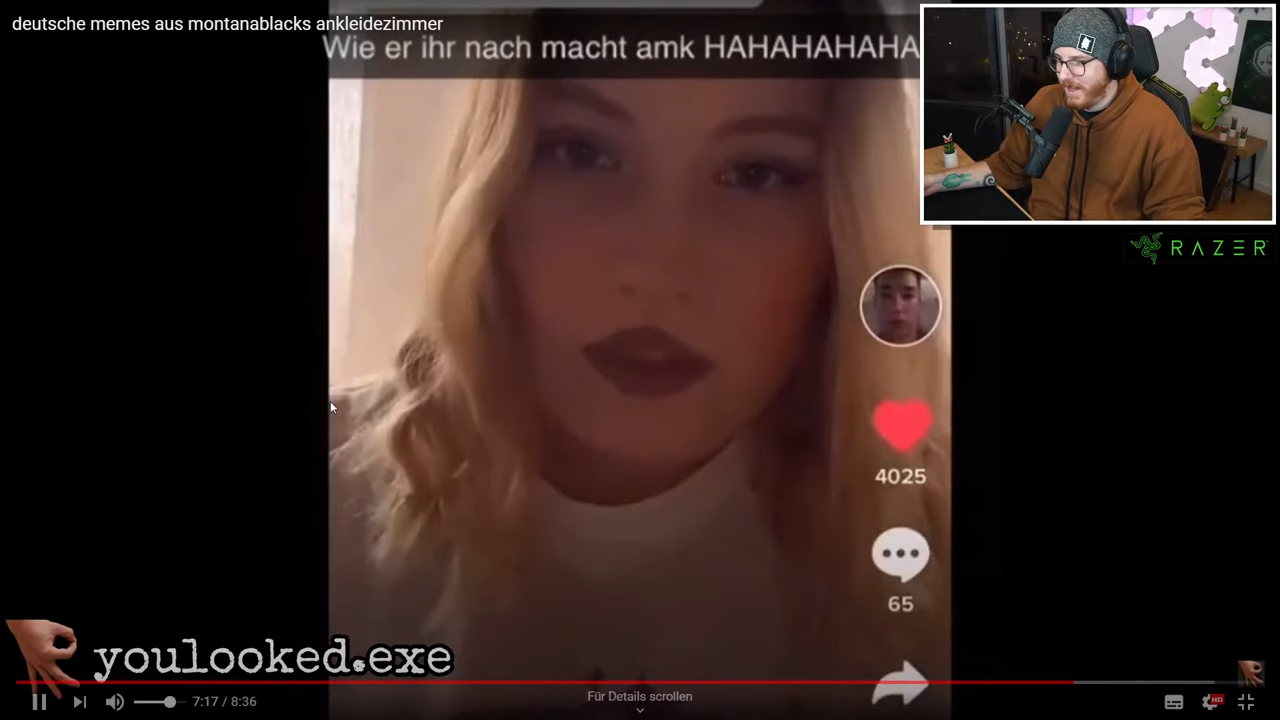 deutsche memes aus montanablacks ankleidezimmer
Wie er ihr nach macht amk HAHAHAHAHA
RAZER
4025
65
youlooked.exe
7:17 / 8:36
Für Details scrollen
HD